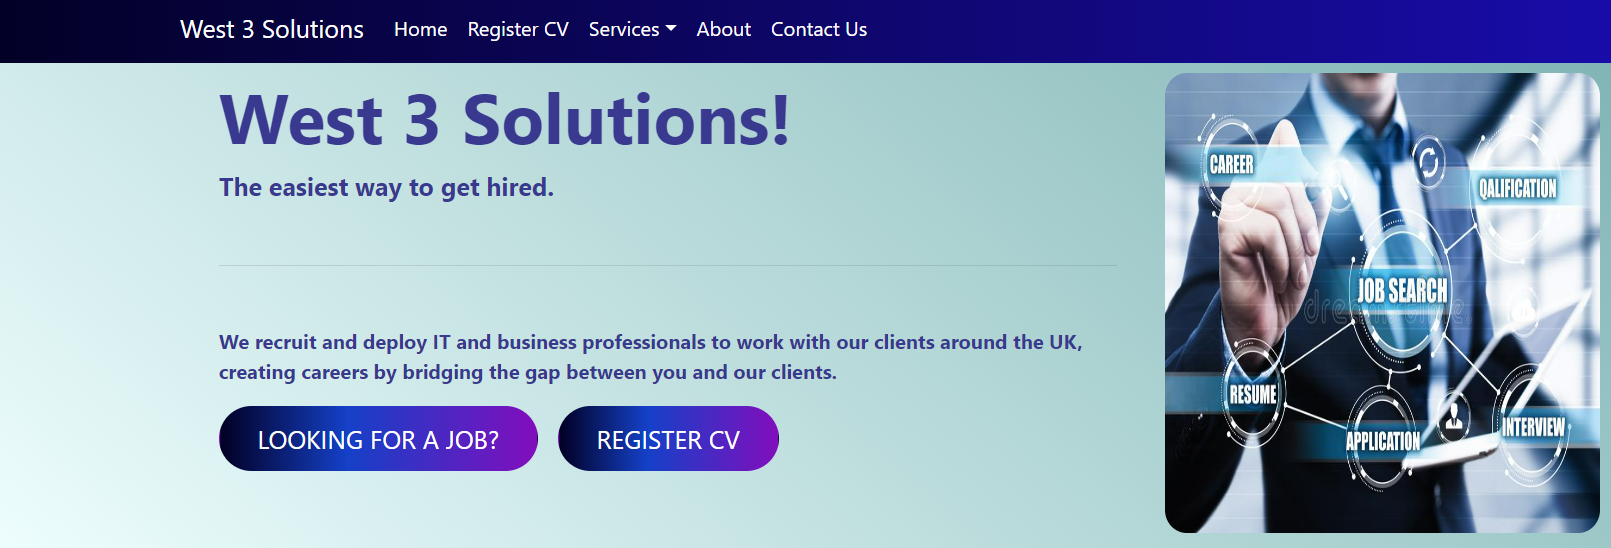 West 3 Solutions Home Register CV Services About Contact Us
West 3 Solutions!
The easiest way to get hired.
We recruit and deploy IT and business professionals to work with our clients around the UK,
creating careers by bridging the gap between you and our clients.
LOOKING FOR A JOB? REGISTER CV
CAREER
QALIFICATION
JOB SEARCH
RESUME
APPLICATION
INTERVIEW